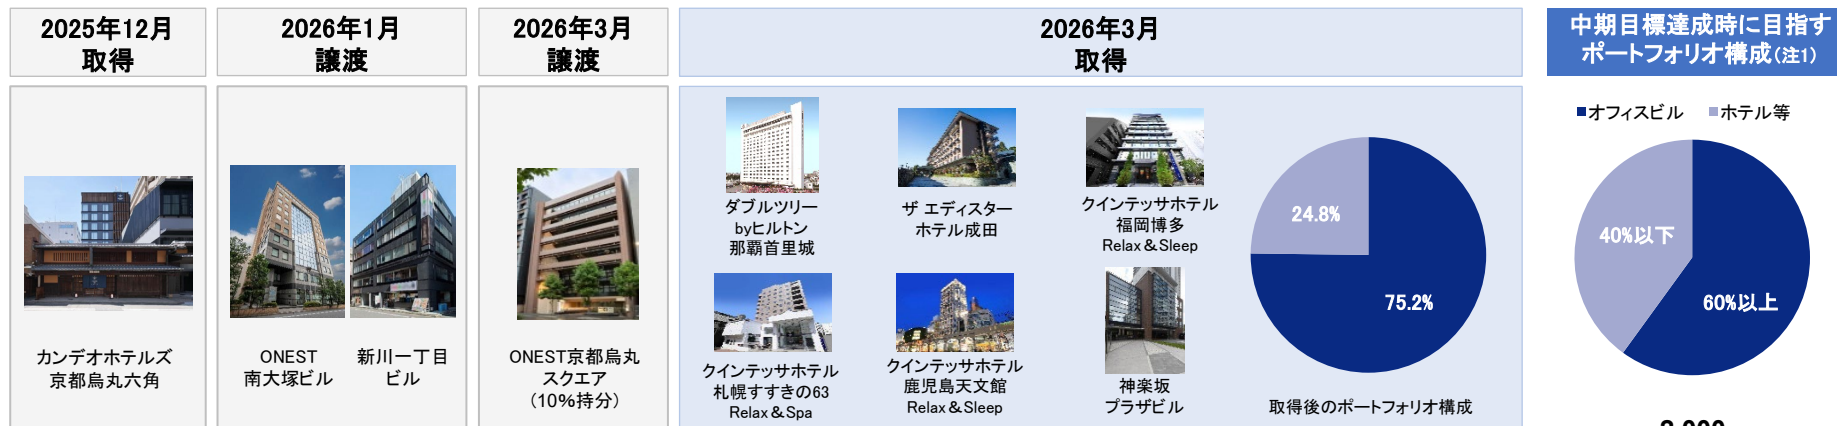 2025年12月
取得
2026年1月
譲渡
2026年3月
譲渡
2026年3月
取得
中期目標達成時に目指す
ポートフォリオ構成(注1)
カンデオホテルズ
京都烏丸六角
ONEST
南大塚ビル
新川一丁目
ビル
ONEST京都烏丸
スクエア
(10%持分)
ダブルツリー
byヒルトン
那覇首里城
ザ エディスター
ホテル成田
クインテッサホテル
福岡博多
Relax＆Sleep
クインテッサホテル
札幌すすきの63
Relax＆Spa
クインテッサホテル
鹿児島天文館
Relax＆Sleep
神楽坂
プラザビル
24.8%
75.2%
取得後のポートフォリオ構成
■オフィスビル ■ホテル等
40%以下
60%以上